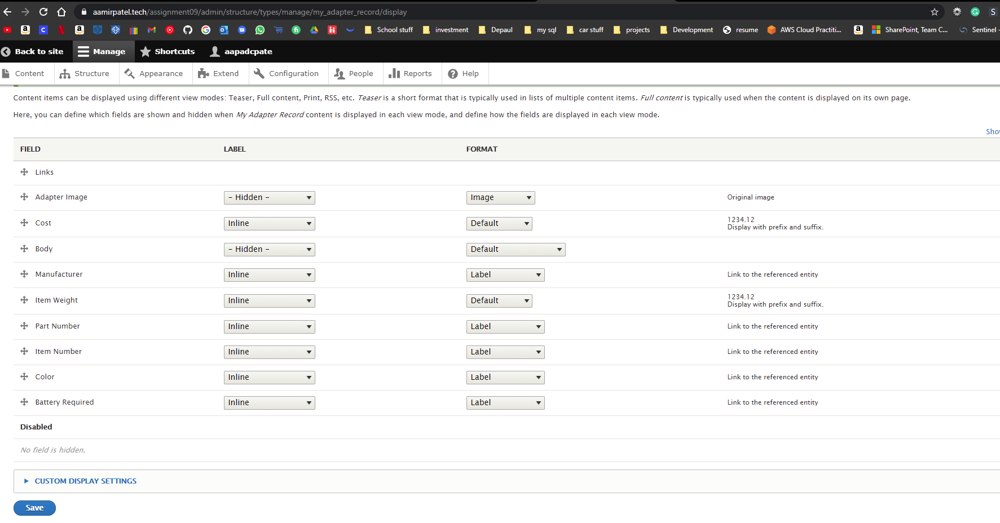 aamirpatel.tech/assignment09/admin/structure/types/manage/my_adapter_record/display
School stuff investment Depaul my sql car stuff projects Development resume AWS Cloud Practiti... SharePoint, Team C... Sentinel -
Back to site Manage Shortcuts aapadcpate
Content Structure Appearance Extend Configuration People Reports Help
Content items can be displayed using different view modes: Teaser, Full content, Print, RSS, etc. Teaser is a short format that is typically used in lists of multiple content items. Full content is typically used when the content is displayed on its own page.
Here, you can define which fields are shown and hidden when My Adapter Record content is displayed in each view mode, and define how the fields are displayed in each view mode.
Show
FIELD LABEL FORMAT
Links
Adapter Image - Hidden - Image Original image
Cost Inline Default 1234.12
Display with prefix and suffix.
Body - Hidden - Default
Manufacturer Inline Label Link to the referenced entity
Item Weight Inline Default 1234.12
Display with prefix and suffix.
Part Number Inline Label Link to the referenced entity
Item Number Inline Label Link to the referenced entity
Color Inline Label Link to the referenced entity
Battery Required Inline Label Link to the referenced entity
Disabled
No field is hidden.
CUSTOM DISPLAY SETTINGS
Save